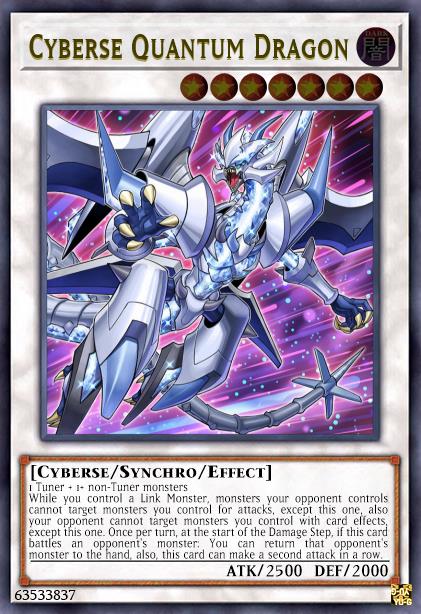 CYBERSE QUANTUM DRAGON
DARK
闇
[CYBERSE/SYNCHRO/EFFECT]
1 Tuner + 1+ non-Tuner monsters
While you control a Link Monster, monsters your opponent controls
cannot target monsters you control for attacks, except this one, also
your opponent cannot target monsters you control with card effects,
except this one. Once per turn, at the start of the Damage Step, if this card
battles an opponent's monster: You can return that opponent's
monster to the hand, also, this card can make a second attack in a row.
ATK/2500 DEF/2000
63533837